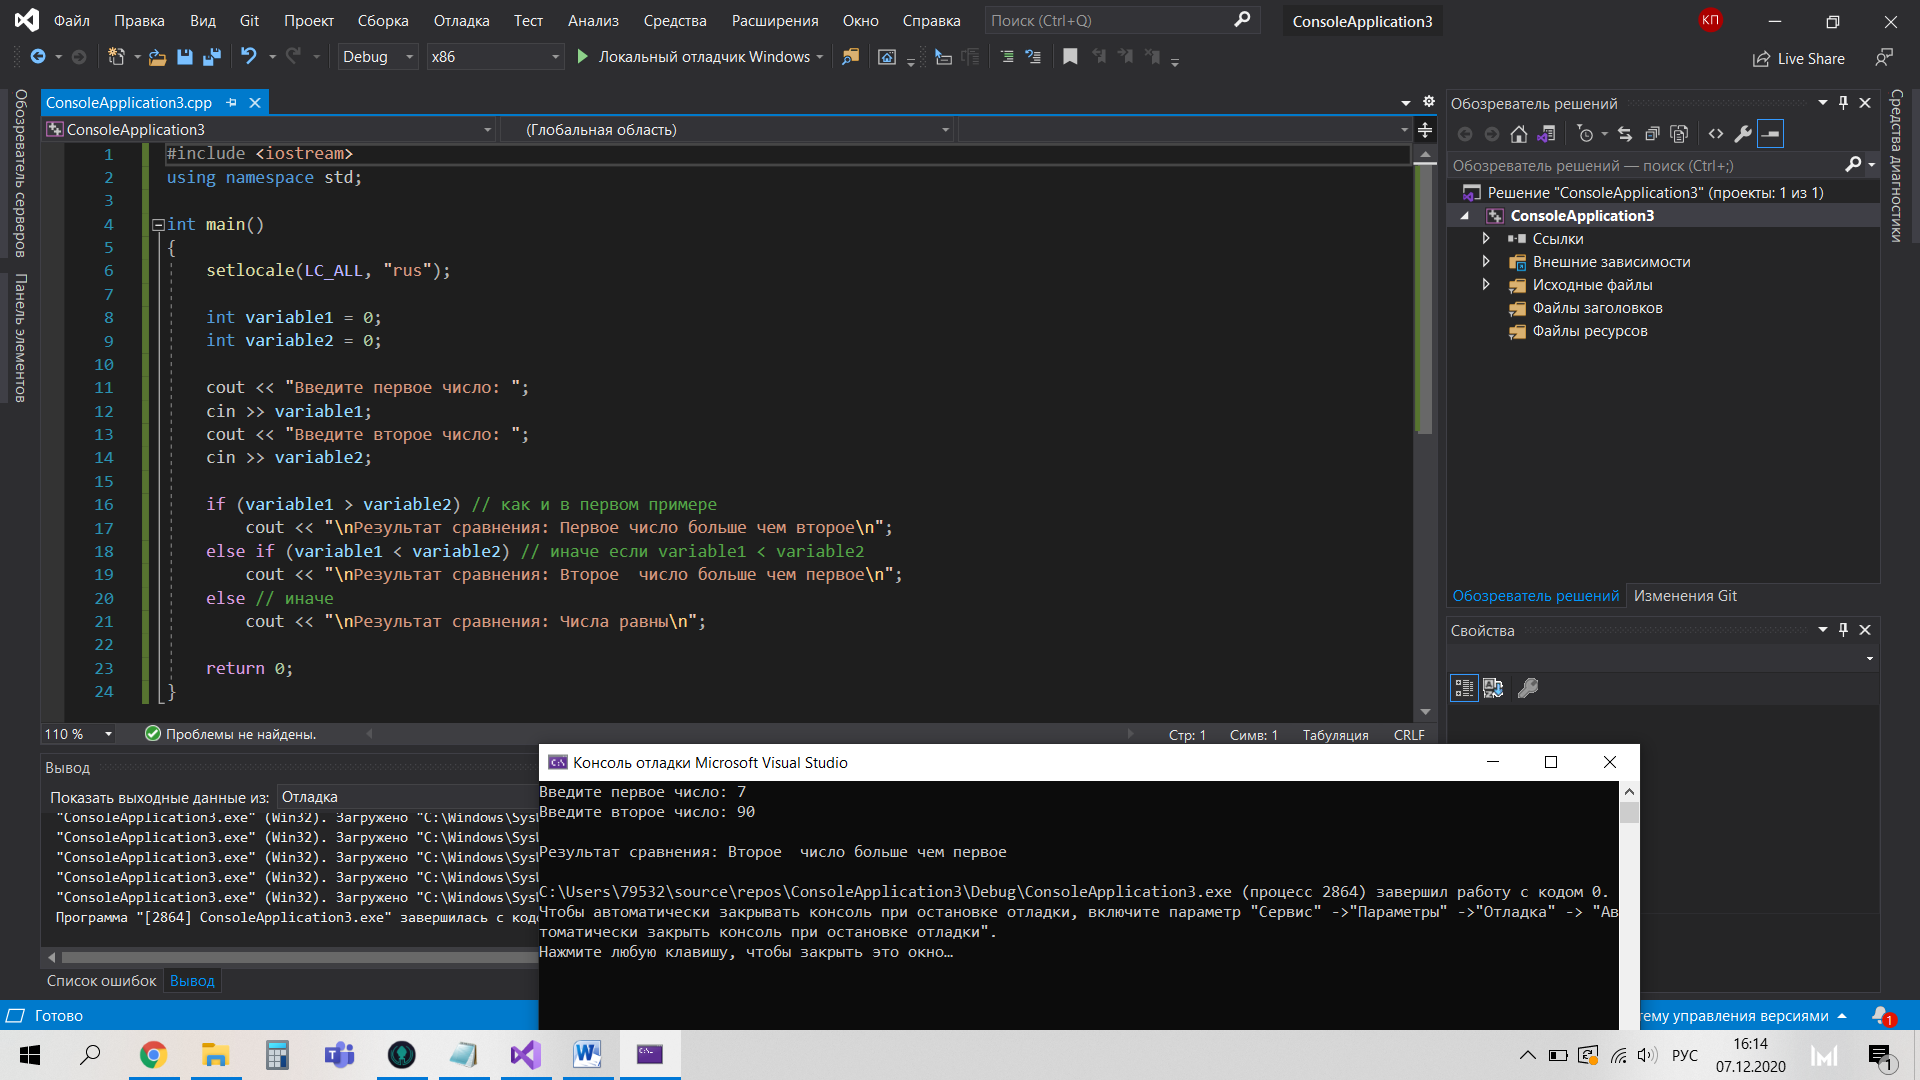 Файл Правка Вид Git Проект Сборка Отладка Тест Анализ Средства Расширения Окно Справка Поиск (Ctrl+Q) ConsoleApplication3 КП
Debug x86 Локальный отладчик Windows Live Share
Обозреватель серверов
Панель элементов
ConsoleApplication3.cpp
ConsoleApplication3 (Глобальная область)
1 #include <iostream>
2 using namespace std;
3
4 int main()
5 {
6 setlocale(LC_ALL, "rus");
7
8 int variable1 = 0;
9 int variable2 = 0;
10
11 cout << "Введите первое число: ";
12 cin >> variable1;
13 cout << "Введите второе число: ";
14 cin >> variable2;
15
16 if (variable1 > variable2) // как и в первом примере
17 cout << "\nРезультат сравнения: Первое число больше чем второе\n";
18 else if (variable1 < variable2) // иначе если variable1 < variable2
19 cout << "\nРезультат сравнения: Второе  число больше чем первое\n";
20 else // иначе
21 cout << "\nРезультат сравнения: Числа равны\n";
22
23 return 0;
24 }
110 % Проблемы не найдены. Стр: 1 Симв: 1 Табуляция CRLF
Обозреватель решений
Обозреватель решений — поиск (Ctrl+;)
Решение "ConsoleApplication3" (проекты: 1 из 1)
ConsoleApplication3
Ссылки
Внешние зависимости
Исходные файлы
Файлы заголовков
Файлы ресурсов
Обозреватель решений Изменения Git
Свойства
Средства диагностики
Вывод
Показать выходные данные из: Отладка
"ConsoleApplication3.exe" (Win32). Загружено "C:\Windows\Sys
"ConsoleApplication3.exe" (Win32). Загружено "C:\Windows\Sys
"ConsoleApplication3.exe" (Win32). Загружено "C:\Windows\Sys
"ConsoleApplication3.exe" (Win32). Загружено "C:\Windows\Sys
"ConsoleApplication3.exe" (Win32). Загружено "C:\Windows\Sys
Программа "[2864] ConsoleApplication3.exe" завершилась с код
Список ошибок Вывод
Консоль отладки Microsoft Visual Studio
Введите первое число: 7
Введите второе число: 90
Результат сравнения: Второе  число больше чем первое
C:\Users\79532\source\repos\ConsoleApplication3\Debug\ConsoleApplication3.exe (процесс 2864) завершил работу с кодом 0.
Чтобы автоматически закрывать консоль при остановке отладки, включите параметр "Сервис" ->"Параметры" ->"Отладка" -> "Ав
томатически закрыть консоль при остановке отладки".
Нажмите любую клавишу, чтобы закрыть это окно…
Готово тему управления версиями 1
РУС 16:14
07.12.2020 1